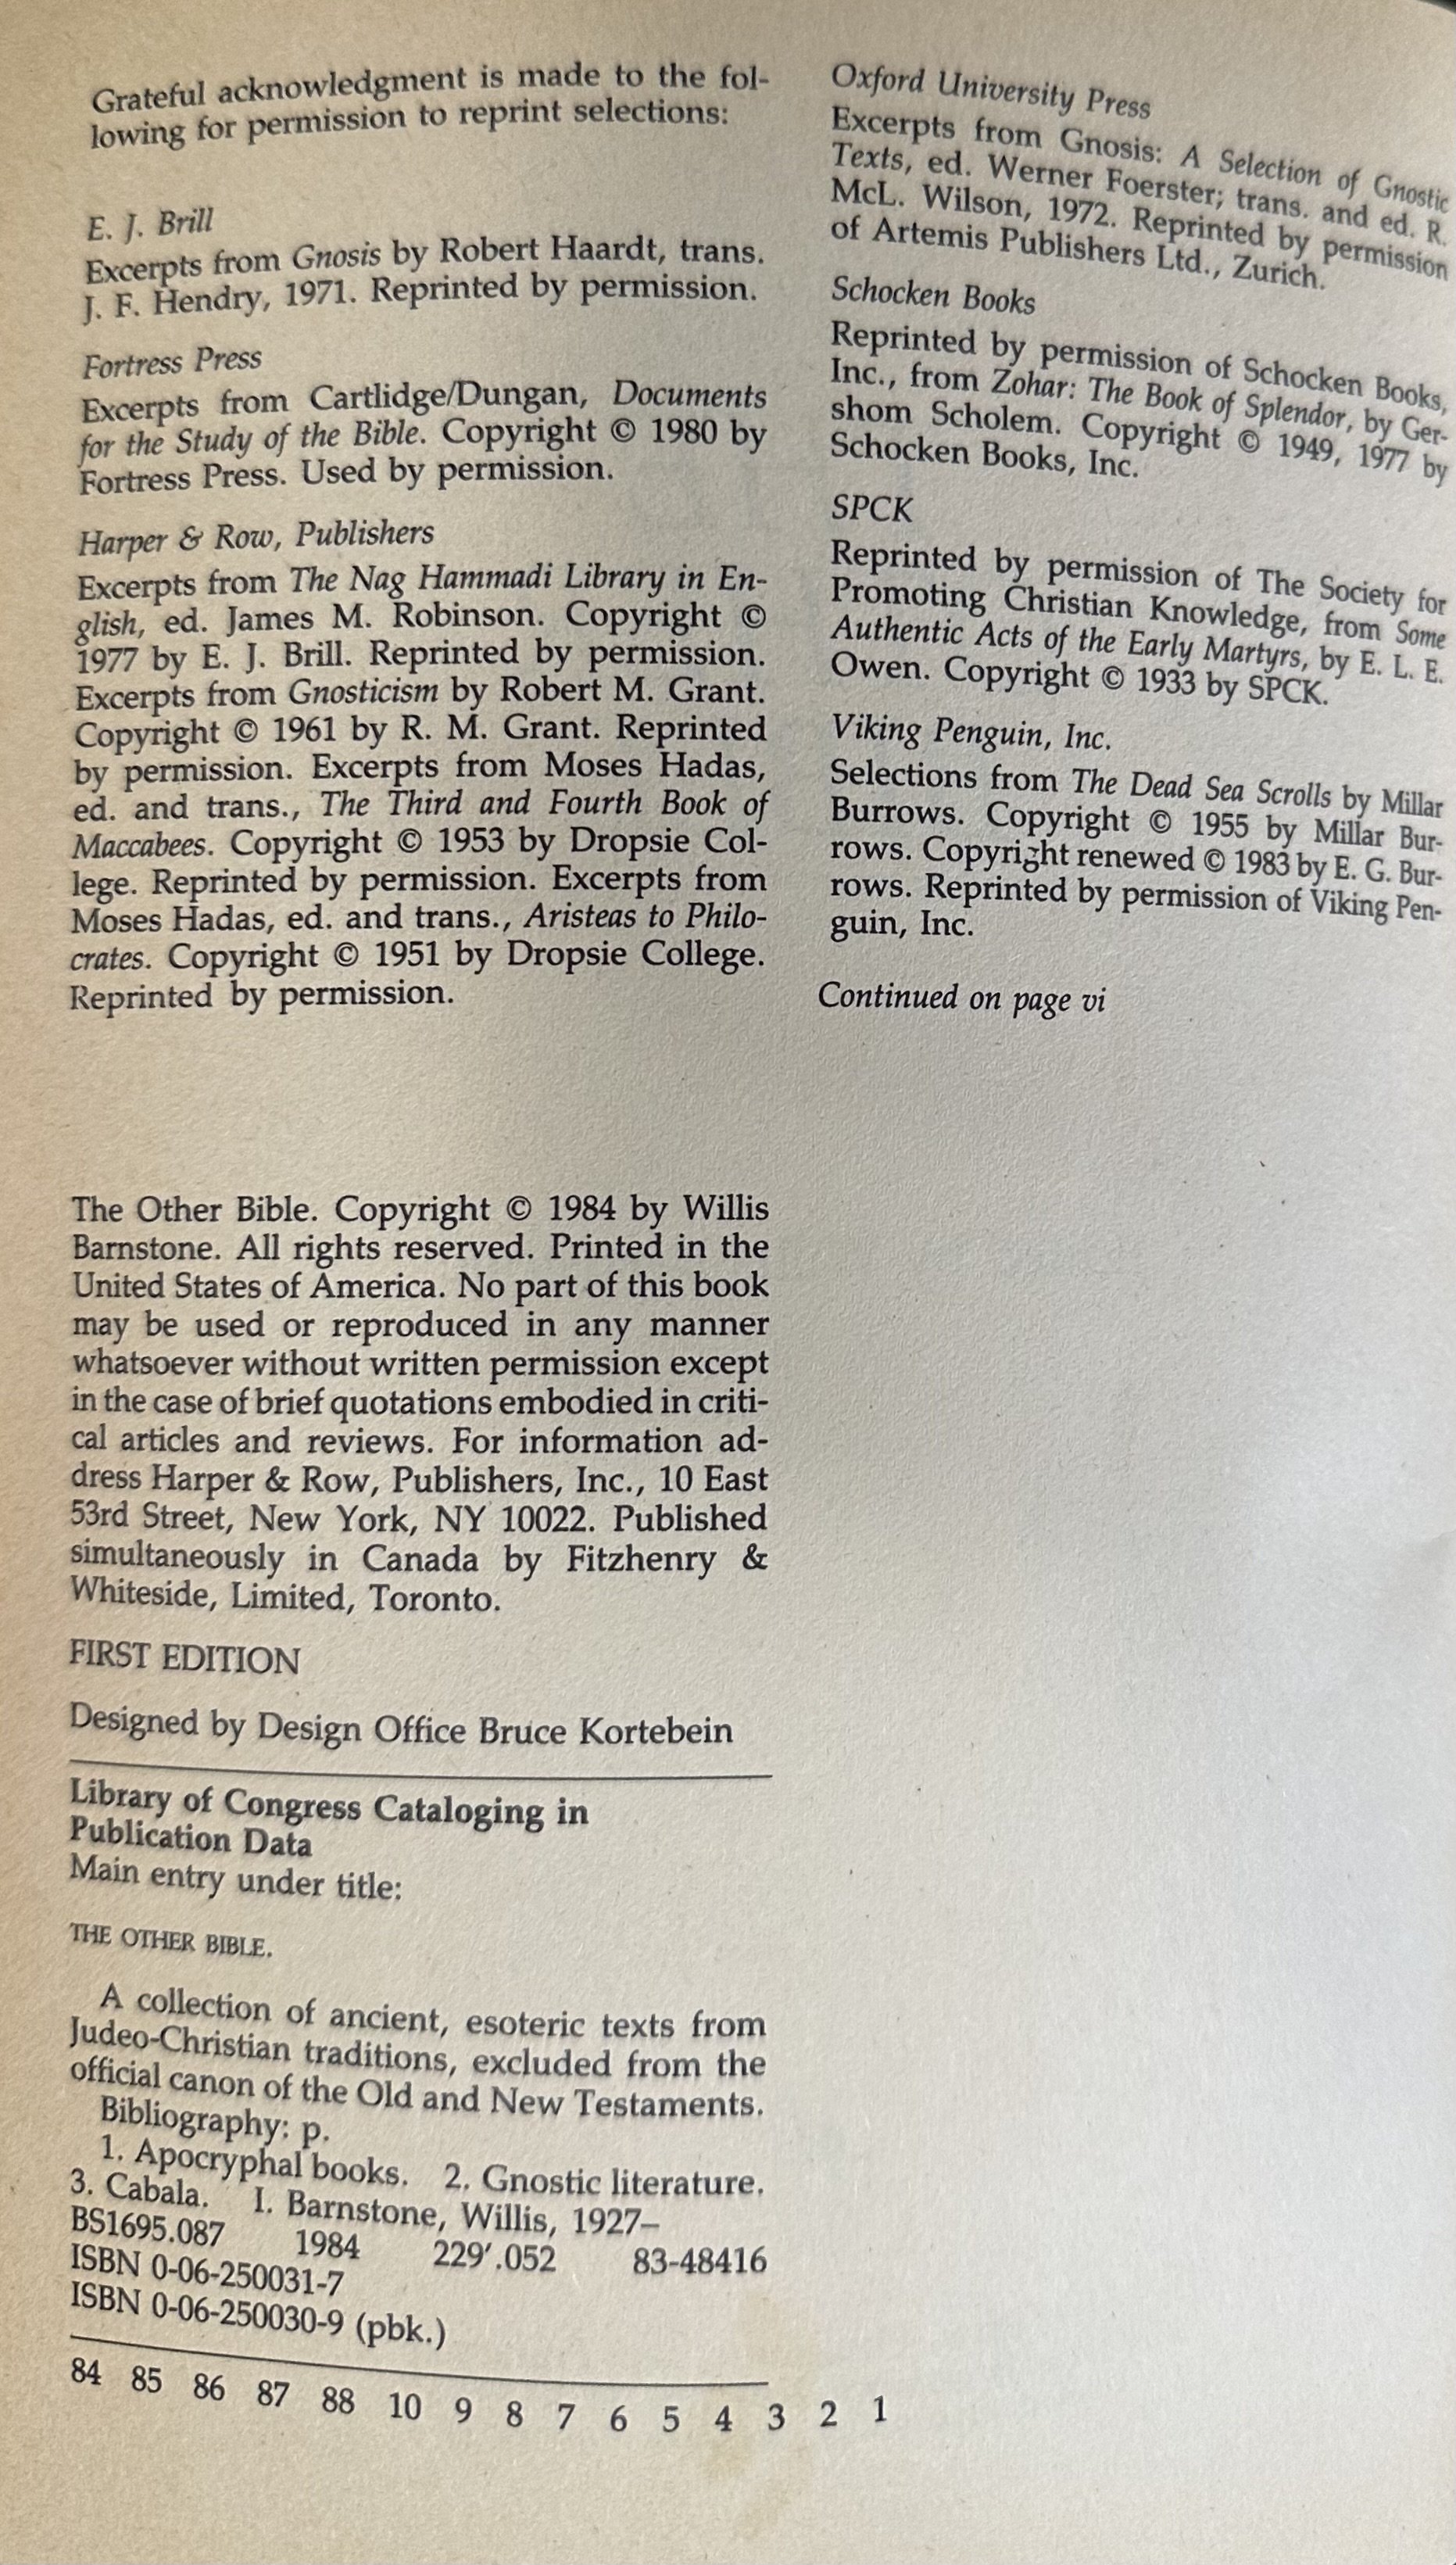 Grateful acknowledgment is made to the fol-
lowing for permission to reprint selections:
E. J. Brill
Excerpts from Gnosis by Robert Haardt, trans.
J. F. Hendry, 1971. Reprinted by permission.
Fortress Press
Excerpts from Cartlidge/Dungan, Documents
for the Study of the Bible. Copyright © 1980 by
Fortress Press. Used by permission.
Harper & Row, Publishers
Excerpts from The Nag Hammadi Library in En-
glish, ed. James M. Robinson. Copyright ©
1977 by E. J. Brill. Reprinted by permission.
Excerpts from Gnosticism by Robert M. Grant.
Copyright © 1961 by R. M. Grant. Reprinted
by permission. Excerpts from Moses Hadas,
ed. and trans., The Third and Fourth Book of
Maccabees. Copyright © 1953 by Dropsie Col-
lege. Reprinted by permission. Excerpts from
Moses Hadas, ed. and trans., Aristeas to Philo-
crates. Copyright © 1951 by Dropsie College.
Reprinted by permission.
Oxford University Press
Excerpts from Gnosis: A Selection of Gnostic
Texts, ed. Werner Foerster; trans. and ed. R.
McL. Wilson, 1972. Reprinted by permission
of Artemis Publishers Ltd., Zurich.
Schocken Books
Reprinted by permission of Schocken Books,
Inc., from Zohar: The Book of Splendor, by Ger-
shom Scholem. Copyright © 1949, 1977 by
Schocken Books, Inc.
SPCK
Reprinted by permission of The Society for
Promoting Christian Knowledge, from Some
Authentic Acts of the Early Martyrs, by E. L. E.
Owen. Copyright © 1933 by SPCK.
Viking Penguin, Inc.
Selections from The Dead Sea Scrolls by Millar
Burrows. Copyright © 1955 by Millar Bur-
rows. Copyright renewed © 1983 by E. G. Bur-
rows. Reprinted by permission of Viking Pen-
guin, Inc.
Continued on page vi
The Other Bible. Copyright © 1984 by Willis
Barnstone. All rights reserved. Printed in the
United States of America. No part of this book
may be used or reproduced in any manner
whatsoever without written permission except
in the case of brief quotations embodied in criti-
cal articles and reviews. For information ad-
dress Harper & Row, Publishers, Inc., 10 East
53rd Street, New York, NY 10022. Published
simultaneously in Canada by Fitzhenry &
Whiteside, Limited, Toronto.
FIRST EDITION
Designed by Design Office Bruce Kortebein
Library of Congress Cataloging in
Publication Data
Main entry under title:
THE OTHER BIBLE.
A collection of ancient, esoteric texts from
Judeo-Christian traditions, excluded from the
official canon of the Old and New Testaments.
Bibliography: p.
1. Apocryphal books. 2. Gnostic literature.
3. Cabala. I. Barnstone, Willis, 1927–
BS1695.087 1984 229'.052 83-48416
ISBN 0-06-250031-7
ISBN 0-06-250030-9 (pbk.)
84 85 86 87 88 10 9 8 7 6 5 4 3 2 1